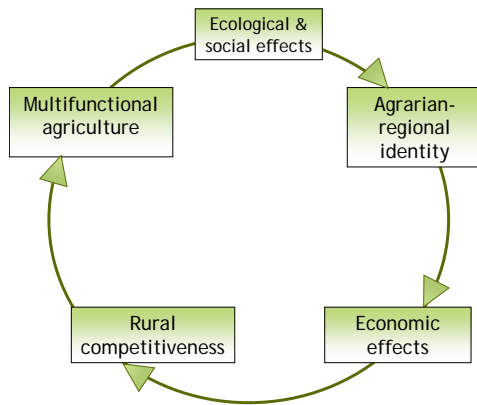 Ecological &
social effects
Multifunctional
agriculture
Agrarian-
regional
identity
Rural
competitiveness
Economic
effects